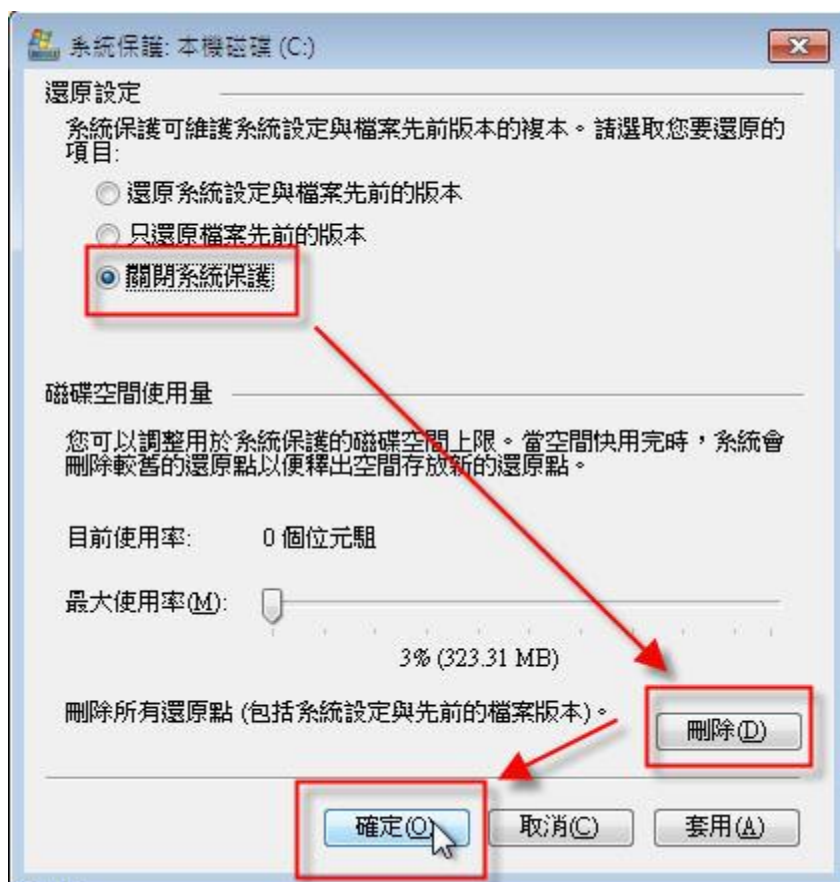 系統保護: 本機磁碟 (C:)
還原設定
系統保護可維護系統設定與檔案先前版本的複本。請選取您要還原的
項目:
還原系統設定與檔案先前的版本
只還原檔案先前的版本
關閉系統保護
磁碟空間使用量
您可以調整用於系統保護的磁碟空間上限。當空間快用完時，系統會
刪除較舊的還原點以便釋出空間存放新的還原點。
目前使用率: 0 個位元組
最大使用率(M):
3% (323.31 MB)
刪除所有還原點 (包括系統設定與先前的檔案版本)。
刪除(D)
確定(O) 取消(C) 套用(A)